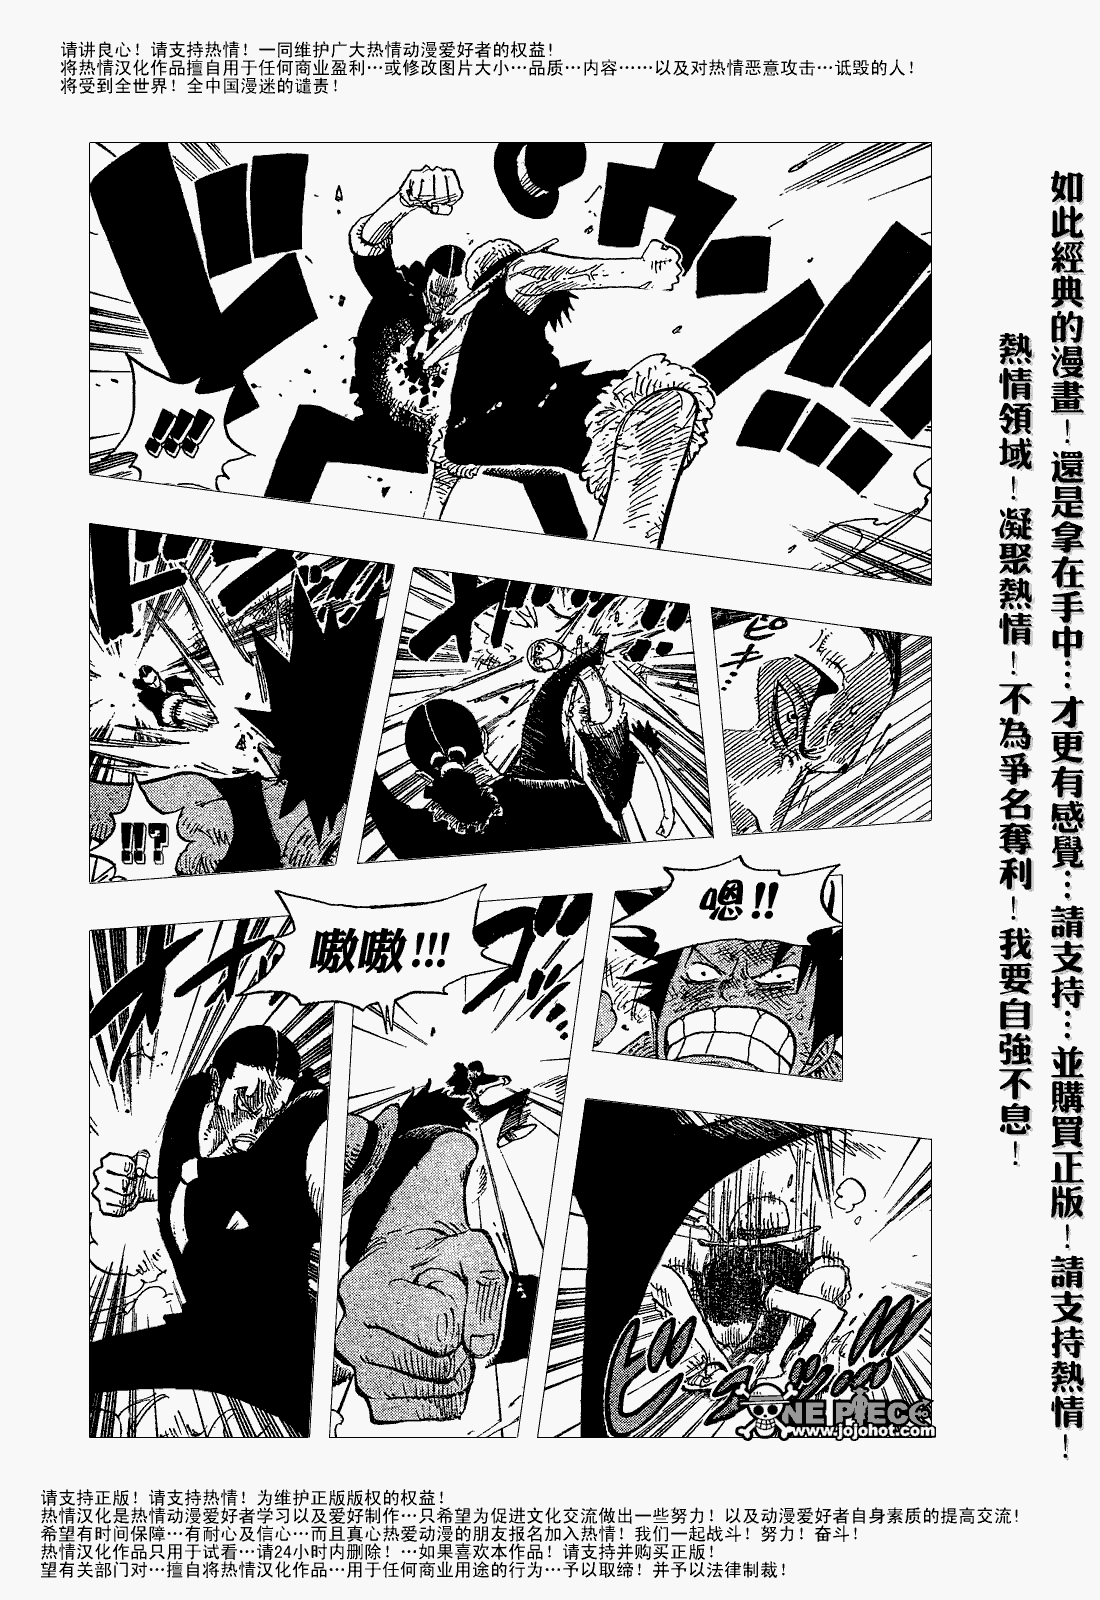 请讲良心！请支持热情！一同维护广大热情动漫爱好者的权益！
将热情汉化作品擅自用于任何商业盈利…或修改图片大小…品质…内容……以及对热情恶意攻击…诋毁的人！
将受到全世界！全中国漫迷的谴责！
如此經典的漫畫！還是拿在手中…才更有感覺…請支持…並購買正版！請支持熱情！
熱情領域！凝聚熱情！不為爭名奪利！我要自強不息！
!!!!
ピキ
!!!?
嗯!!
嗷嗷!!!
ONE PIECE
www.jojohot.com
请支持正版！请支持热情！为维护正版版权的权益！
热情汉化是热情动漫爱好者学习以及爱好制作…只希望为促进文化交流做出一些努力！以及动漫爱好者自身素质的提高交流！
希望有时间保障…有耐心及信心…而且真心热爱动漫的朋友报名加入热情！我们一起战斗！努力！奋斗！
热情汉化作品只用于试看…请24小时内删除！…如果喜欢本作品！请支持并购买正版！
望有关部门对…擅自将热情汉化作品…用于任何商业用途的行为…予以取缔！并予以法律制裁！